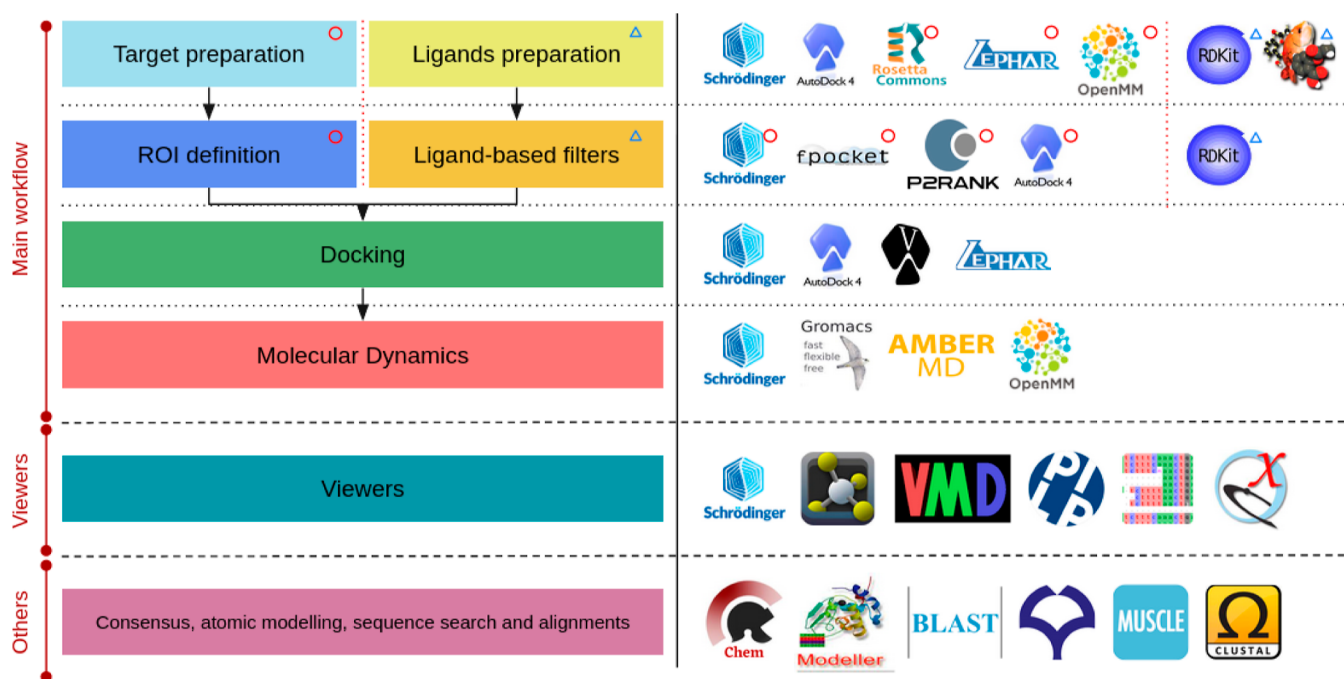 Main workflow
Target preparation
Ligands preparation
Schrödinger
AutoDock 4
Rosetta
Commons
LEPHAR
OpenMM
RDKit
ROI definition
Ligand-based filters
Schrödinger
fpocket
P2RANK
AutoDock 4
RDKit
Docking
Schrödinger
AutoDock 4
V
LEPHAR
Molecular Dynamics
Schrödinger
Gromacs
fast
flexible
free
AMBER
MD
OpenMM
Viewers
Viewers
Schrödinger
VMD
PLIP
X
Others
Consensus, atomic modelling, sequence search and alignments
Chem
Modeller
BLAST
MUSCLE
Ω
CLUSTAL